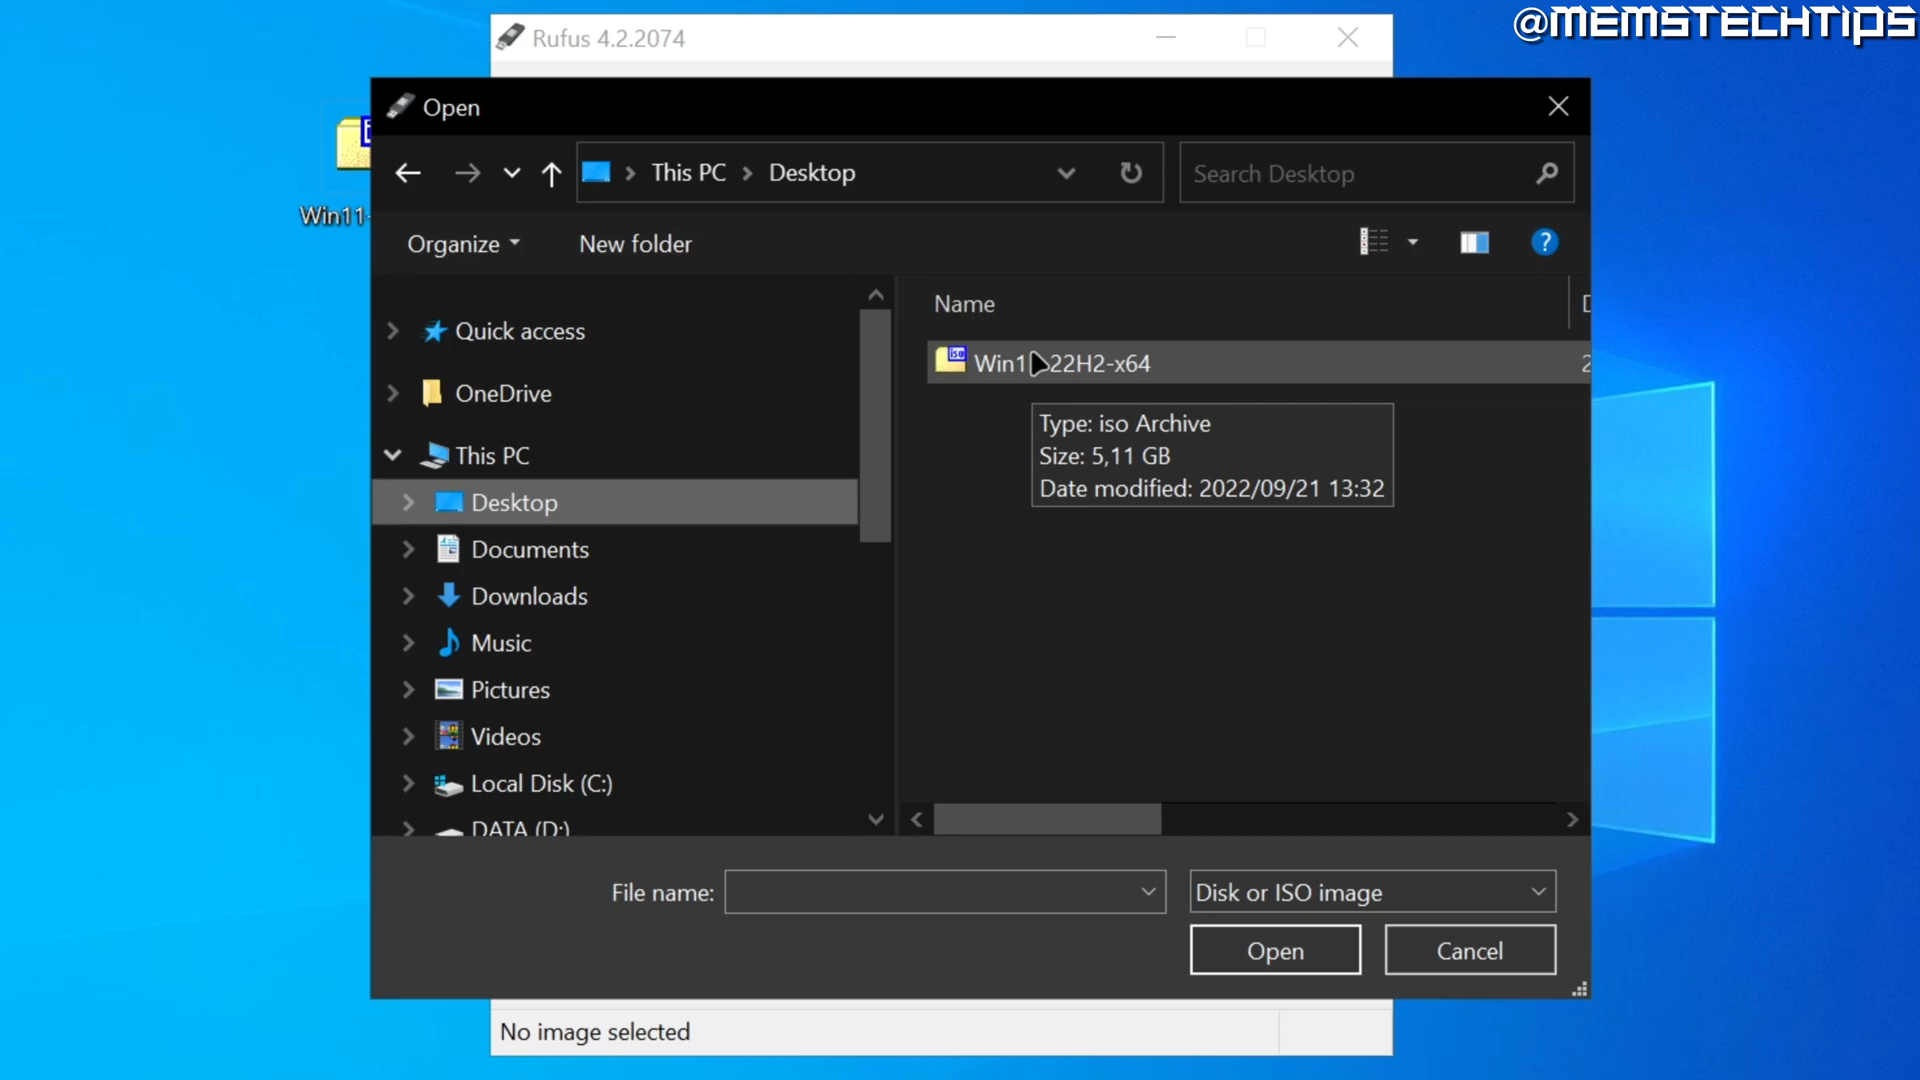 @MEMSTECHTIPS
Rufus 4.2.2074
Open
This PC
Desktop
Search Desktop
Win11-
Organize
New folder
?
Name
Quick access
iso
OneDrive
Type: iso Archive
Size: 5,11 GB
Date modified: 2022/09/21 13:32
This PC
Desktop
Documents
Downloads
Music
Pictures
Videos
Local Disk (C:)
DATA (D:)
File name:
Disk or ISO image
Open
Cancel
No image selected